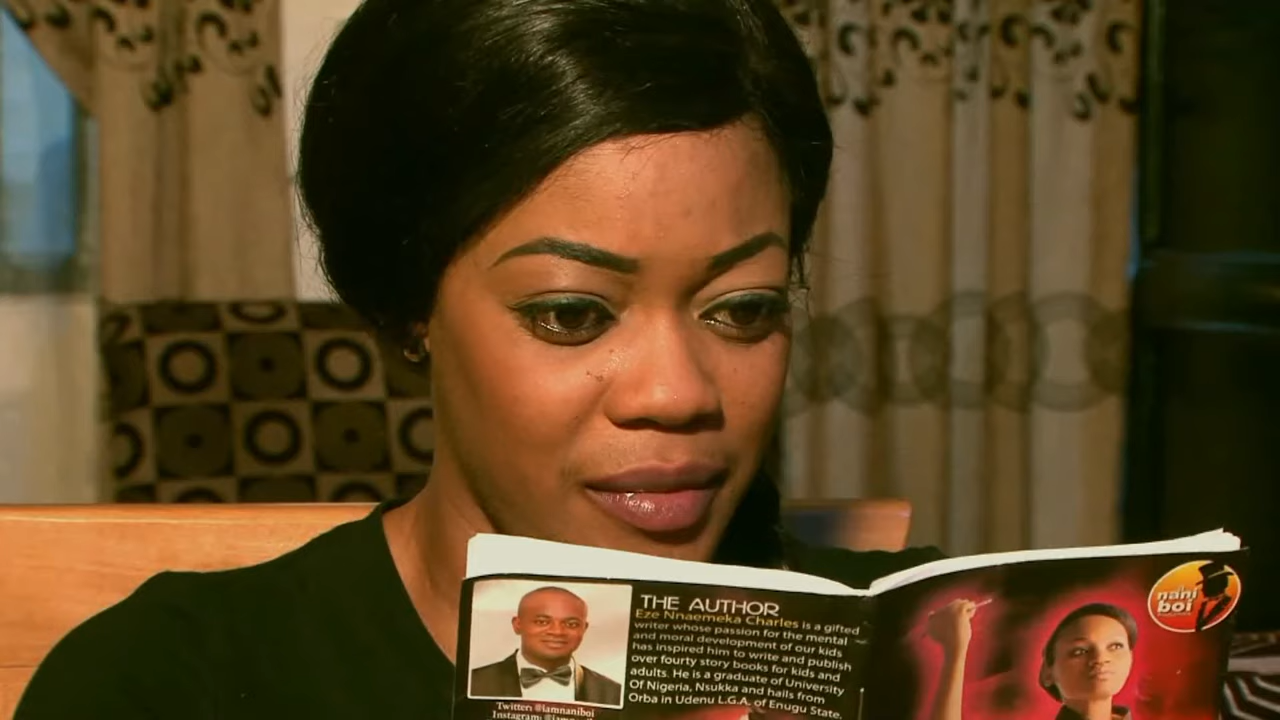 THE AUTHOR
Eze Nnaemeka Charles is a gifted
writer whose passion for the mental
and moral development of our kids
has inspired him to write and publish
over fourty story books for kids and
adults. He is a graduate of University
Of Nigeria, Nsukka and hails from
Orba in Udenu L.G.A. of Enugu State.
Twitter: @iamnaniboi
nani
boi